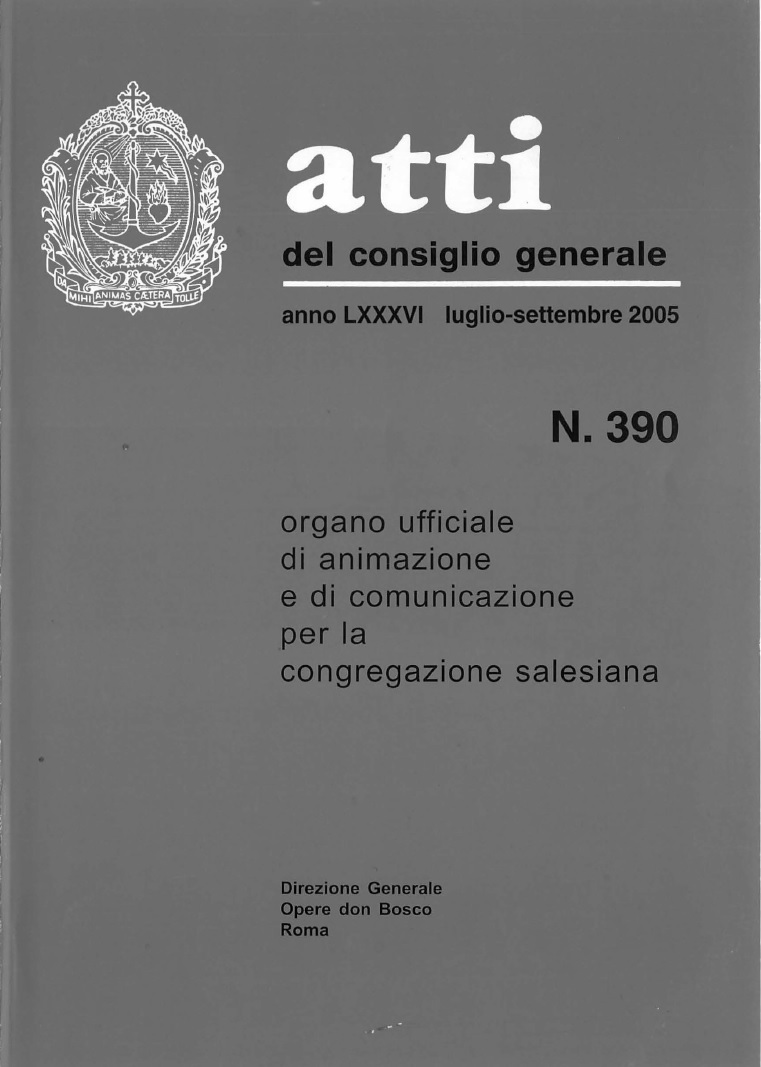 atti
del consiglio generale
anno LXXXVI luglio-settembre 2005
N. 390
DA MIHI ANIMAS CÆTERA TOLLE
organo ufficiale
di animazione
e di comunicazione
per la
congregazione salesiana
Direzione Generale
Opere don Bosco
Roma